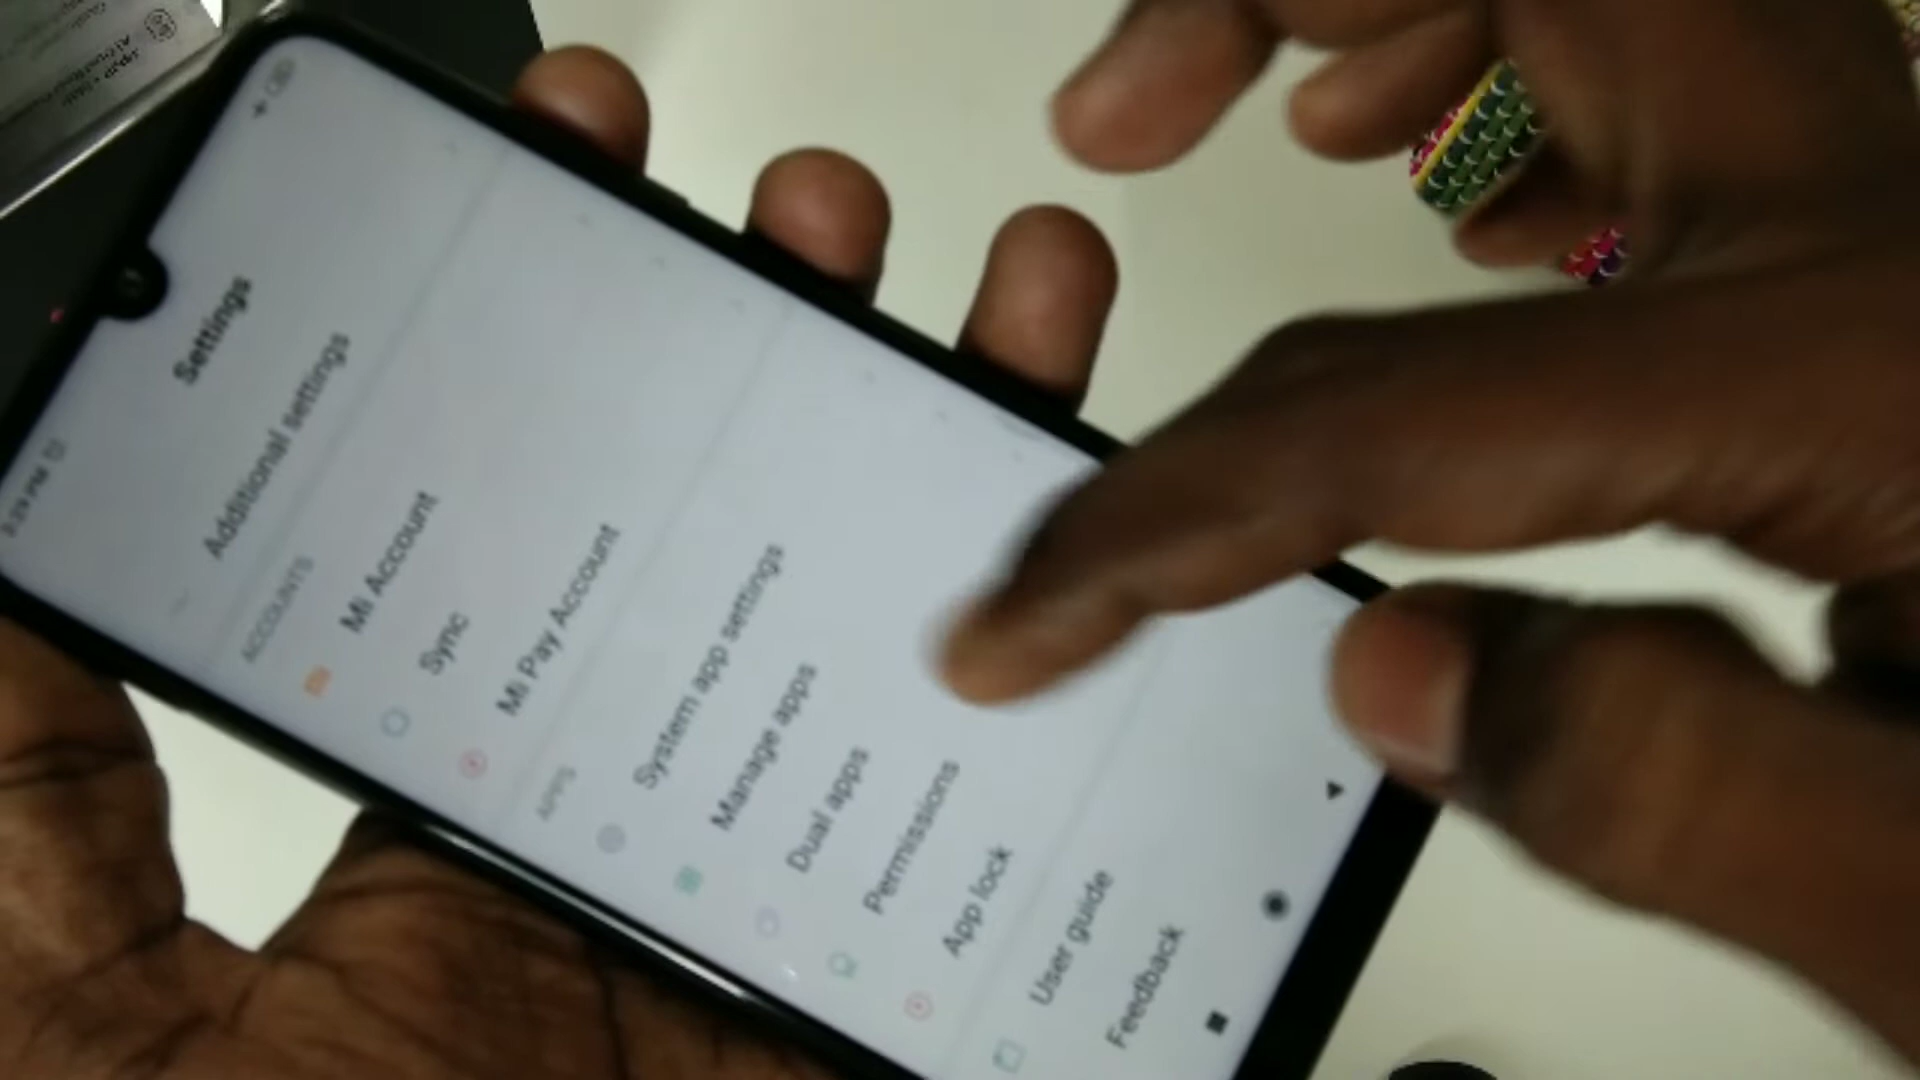 Settings
Additional settings
ACCOUNTS
Mi Account
Sync
Mi Pay Account
APPS
System app settings
Manage apps
Dual apps
Permissions
App lock
User guide
Feedback